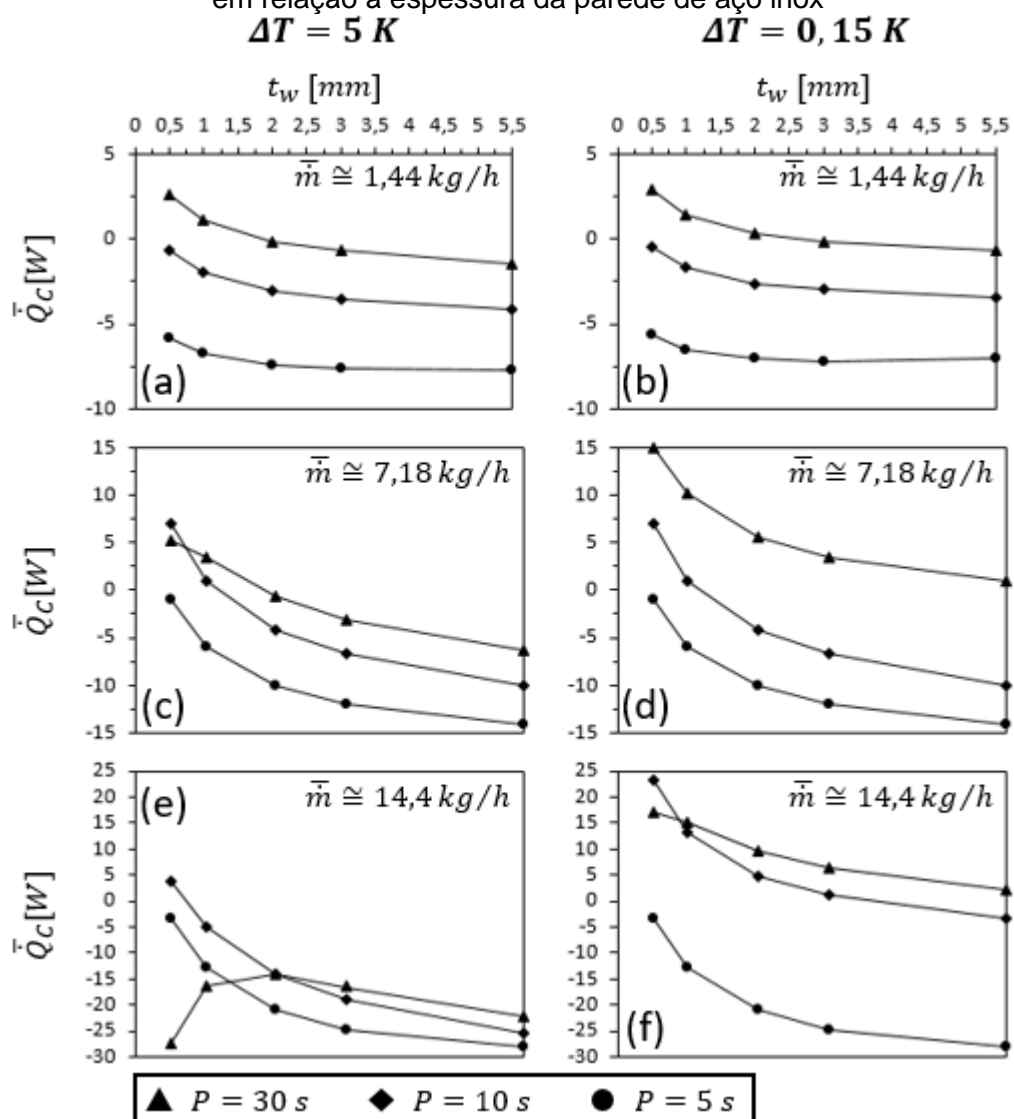 em relação à espessura da parede de aço inox
ΔT = 5 K
ΔT = 0,15 K
t_w [mm]
t_w [mm]
0 0,5 1 1,5 2 2,5 3 3,5 4 4,5 5 5,5
0 0,5 1 1,5 2 2,5 3 3,5 4 4,5 5 5,5
Q̇̄c[W]
5
0
-5
-10
ṁ̄ ≅ 1,44 kg/h
(a)
5
0
-5
-10
ṁ̄ ≅ 1,44 kg/h
(b)
Q̇̄c[W]
15
10
5
0
-5
-10
-15
ṁ̄ ≅ 7,18 kg/h
(c)
15
10
5
0
-5
-10
-15
ṁ̄ ≅ 7,18 kg/h
(d)
Q̇̄c[W]
25
20
15
10
5
0
-5
-10
-15
-20
-25
-30
(e)
ṁ̄ ≅ 14,4 kg/h
25
20
15
10
5
0
-5
-10
-15
-20
-25
-30
ṁ̄ ≅ 14,4 kg/h
(f)
▲ P = 30 s ◆ P = 10 s ● P = 5 s